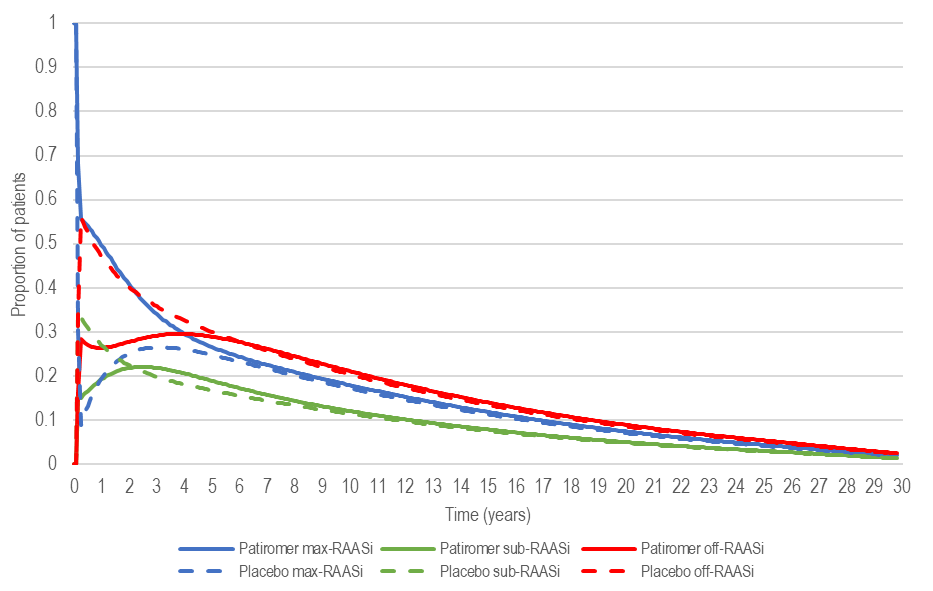 Proportion of patients
1
0.9
0.8
0.7
0.6
0.5
0.4
0.3
0.2
0.1
0
0 1 2 3 4 5 6 7 8 9 10 11 12 13 14 15 16 17 18 19 20 21 22 23 24 25 26 27 28 29 30
Time (years)
Patiromer max-RAASi Patiromer sub-RAASi Patiromer off-RAASi
Placebo max-RAASi Placebo sub-RAASi Placebo off-RAASi